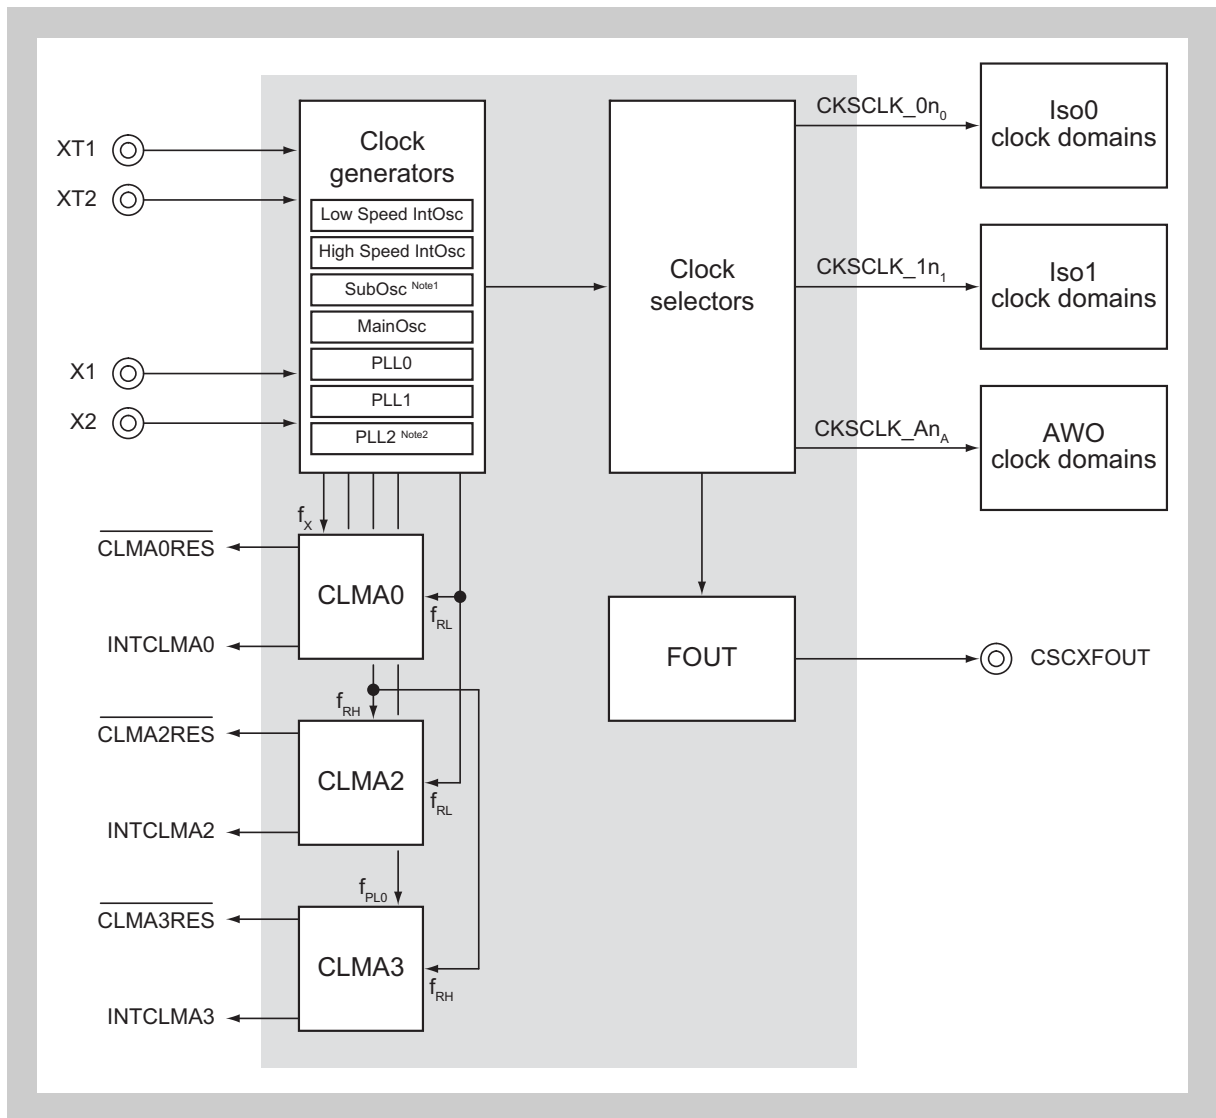 XT1
XT2
X1
X2
Clock
generators
Low Speed IntOsc
High Speed IntOsc
SubOsc Note1
MainOsc
PLL0
PLL1
PLL2 Note2
Clock
selectors
CKSCLK_0n0
CKSCLK_1n1
CKSCLK_AnA
Iso0
clock domains
Iso1
clock domains
AWO
clock domains
fX
CLMA0RES
CLMA0
fRL
INTCLMA0
FOUT
CSCXFOUT
fRH
CLMA2RES
CLMA2
fRL
INTCLMA2
fPL0
CLMA3RES
CLMA3
fRH
INTCLMA3